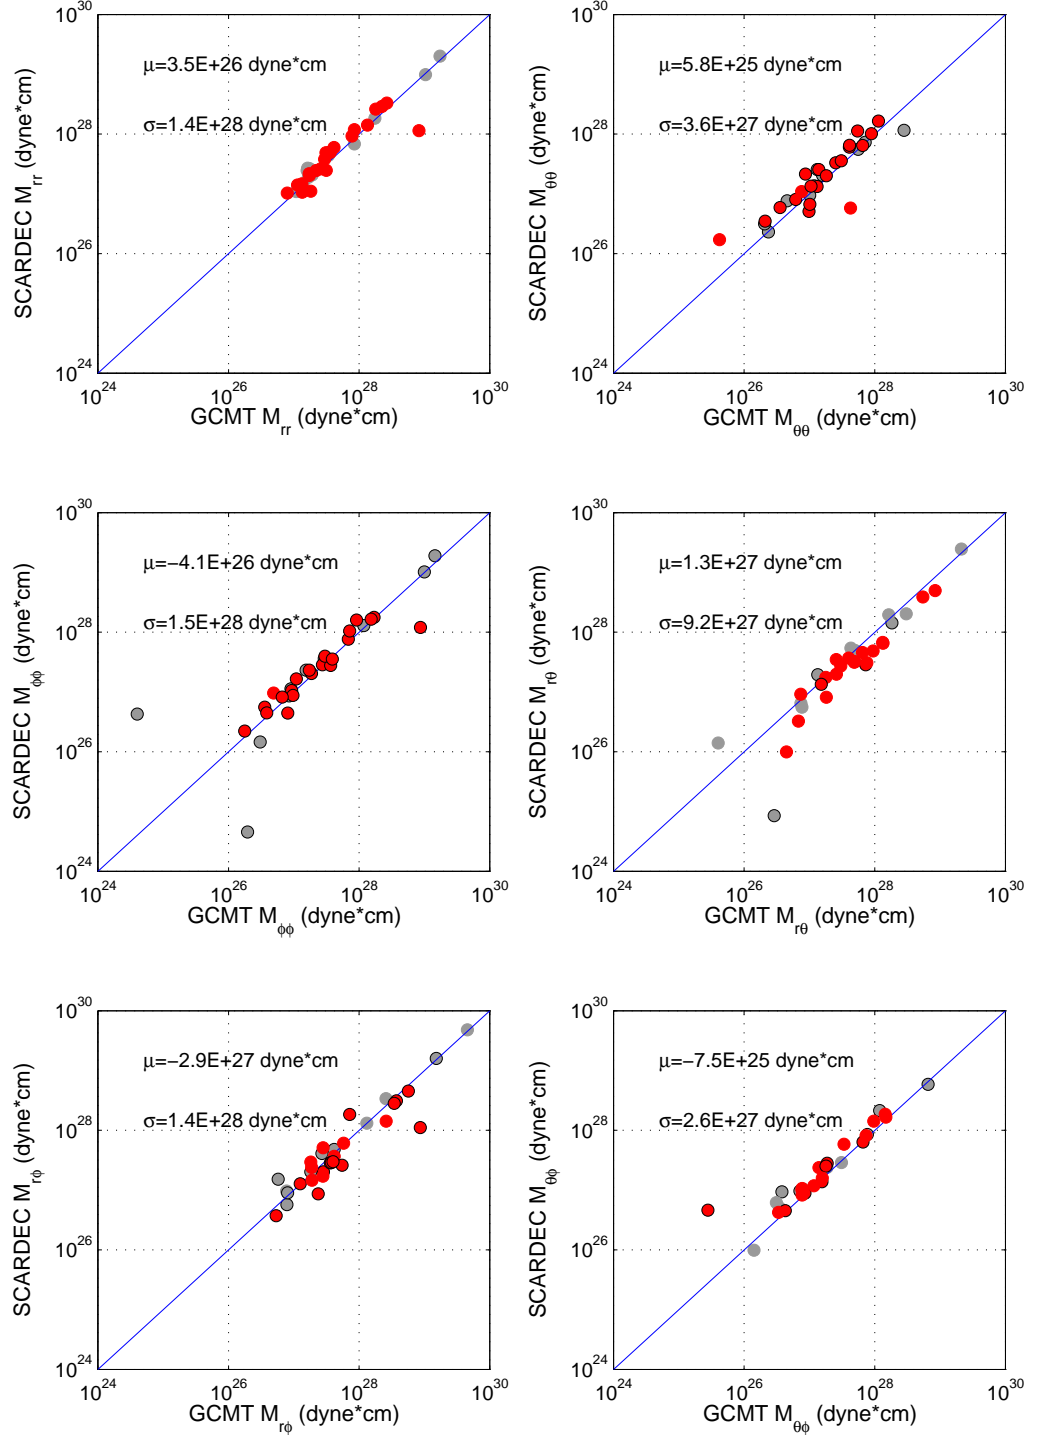 10^30
10^28
10^26
10^24
SCARDEC M_rr (dyne*cm)
μ=3.5E+26 dyne*cm
σ=1.4E+28 dyne*cm
10^24 10^26 10^28 10^30
GCMT M_rr (dyne*cm)
10^30
10^28
10^26
10^24
SCARDEC M_θθ (dyne*cm)
μ=5.8E+25 dyne*cm
σ=3.6E+27 dyne*cm
10^24 10^26 10^28 10^30
GCMT M_θθ (dyne*cm)
10^30
10^28
10^26
10^24
SCARDEC M_ϕϕ (dyne*cm)
μ=−4.1E+26 dyne*cm
σ=1.5E+28 dyne*cm
10^24 10^26 10^28 10^30
GCMT M_ϕϕ (dyne*cm)
10^30
10^28
10^26
10^24
SCARDEC M_rθ (dyne*cm)
μ=1.3E+27 dyne*cm
σ=9.2E+27 dyne*cm
10^24 10^26 10^28 10^30
GCMT M_rθ (dyne*cm)
10^30
10^28
10^26
10^24
SCARDEC M_rϕ (dyne*cm)
μ=−2.9E+27 dyne*cm
σ=1.4E+28 dyne*cm
10^24 10^26 10^28 10^30
GCMT M_rϕ (dyne*cm)
10^30
10^28
10^26
10^24
SCARDEC M_θϕ (dyne*cm)
μ=−7.5E+25 dyne*cm
σ=2.6E+27 dyne*cm
10^24 10^26 10^28 10^30
GCMT M_θϕ (dyne*cm)